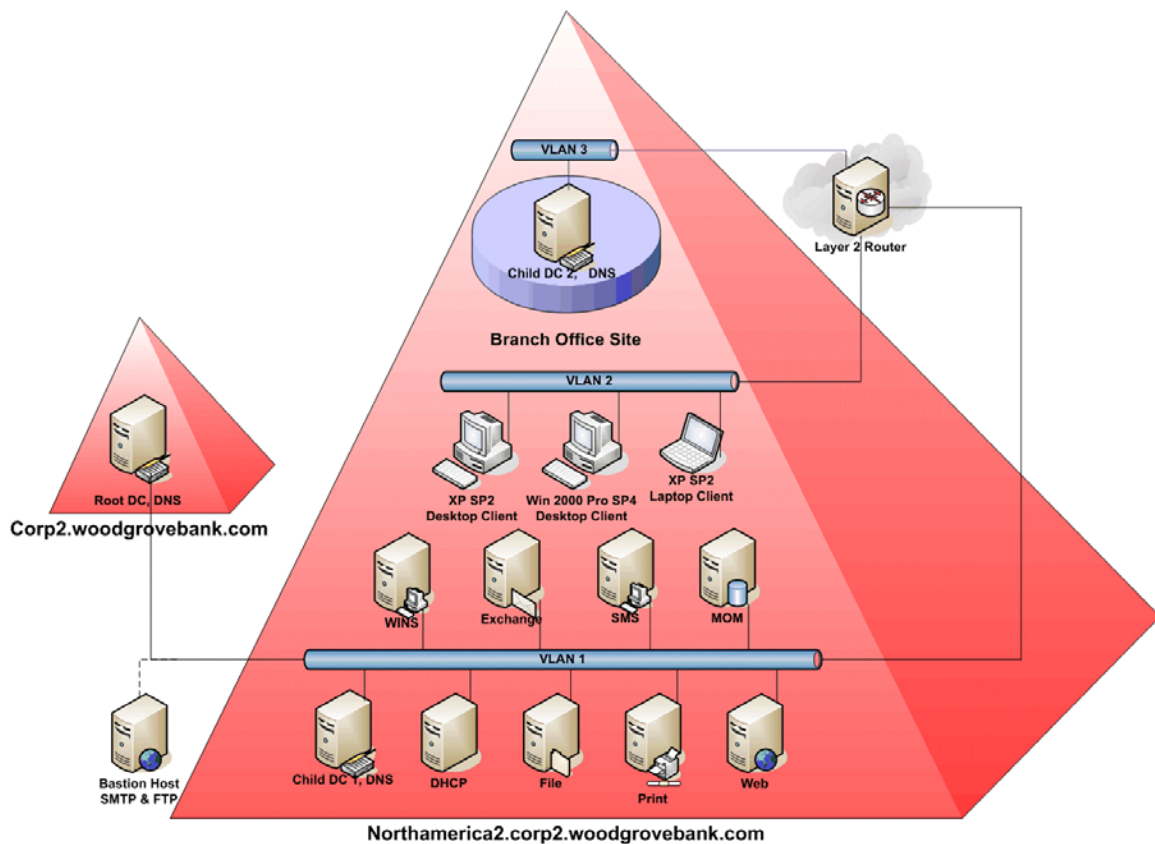 VLAN 3
Layer 2 Router
Child DC 2, DNS
Branch Office Site
VLAN 2
XP SP2
Desktop Client
Win 2000 Pro SP4
Desktop Client
XP SP2
Laptop Client
Root DC, DNS
Corp2.woodgrovebank.com
WINS
Exchange
SMS
MOM
VLAN 1
Bastion Host
SMTP & FTP
Child DC 1, DNS
DHCP
File
Print
Web
Northamerica2.corp2.woodgrovebank.com